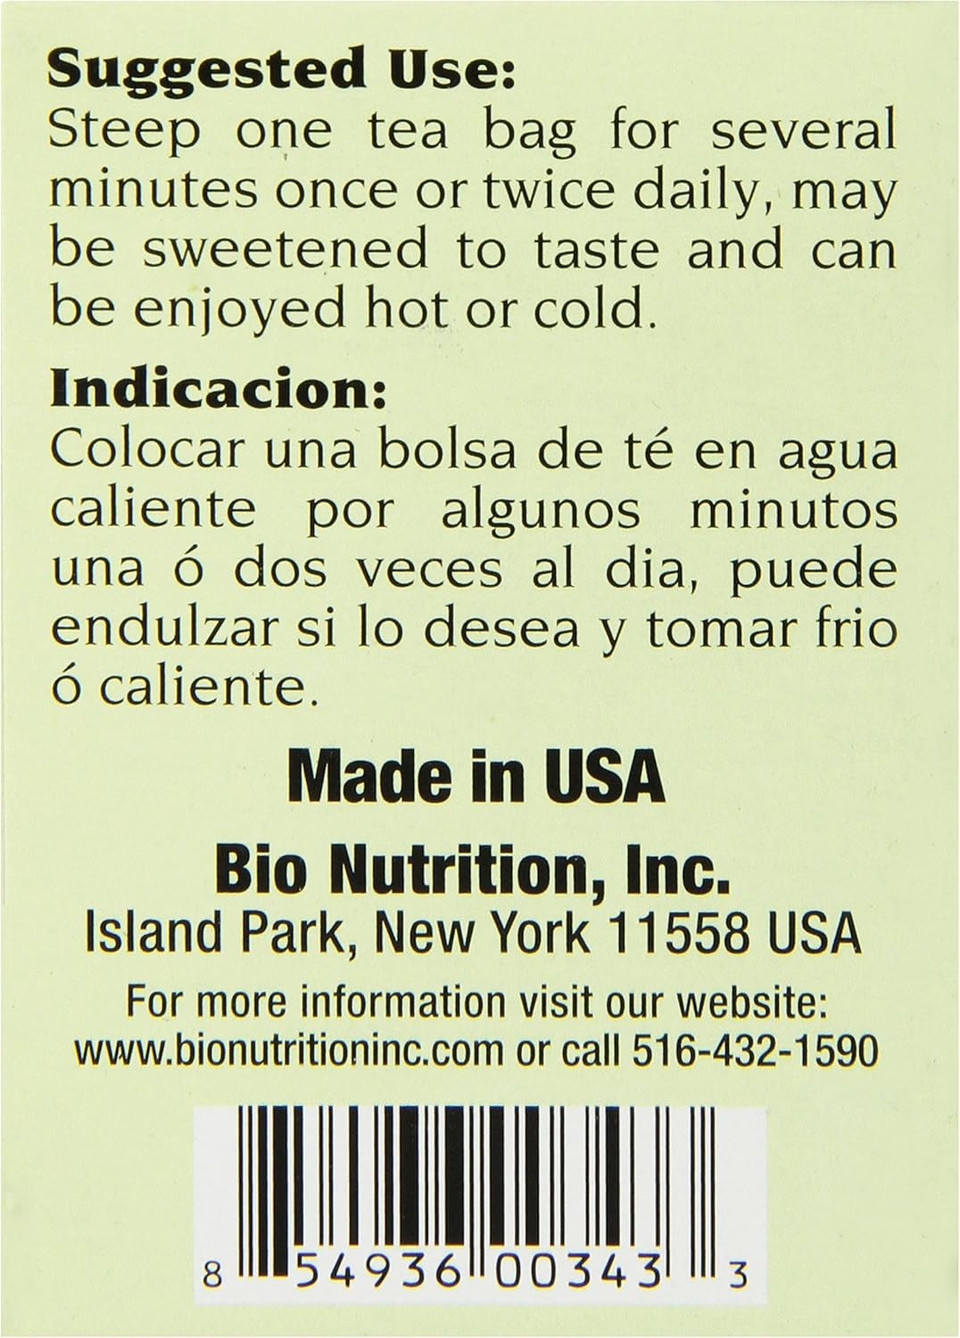 Suggested Use:
Steep one tea bag for several
minutes once or twice daily, may
be sweetened to taste and can
be enjoyed hot or cold.
Indicacion:
Colocar una bolsa de té en agua
caliente por algunos minutos
una ó dos veces al dia, puede
endulzar si lo desea y tomar frio
ó caliente.
Made in USA
Bio Nutrition, Inc.
Island Park, New York 11558 USA
For more information visit our website:
www.bionutritioninc.com or call 516-432-1590
8 54936 00343 3